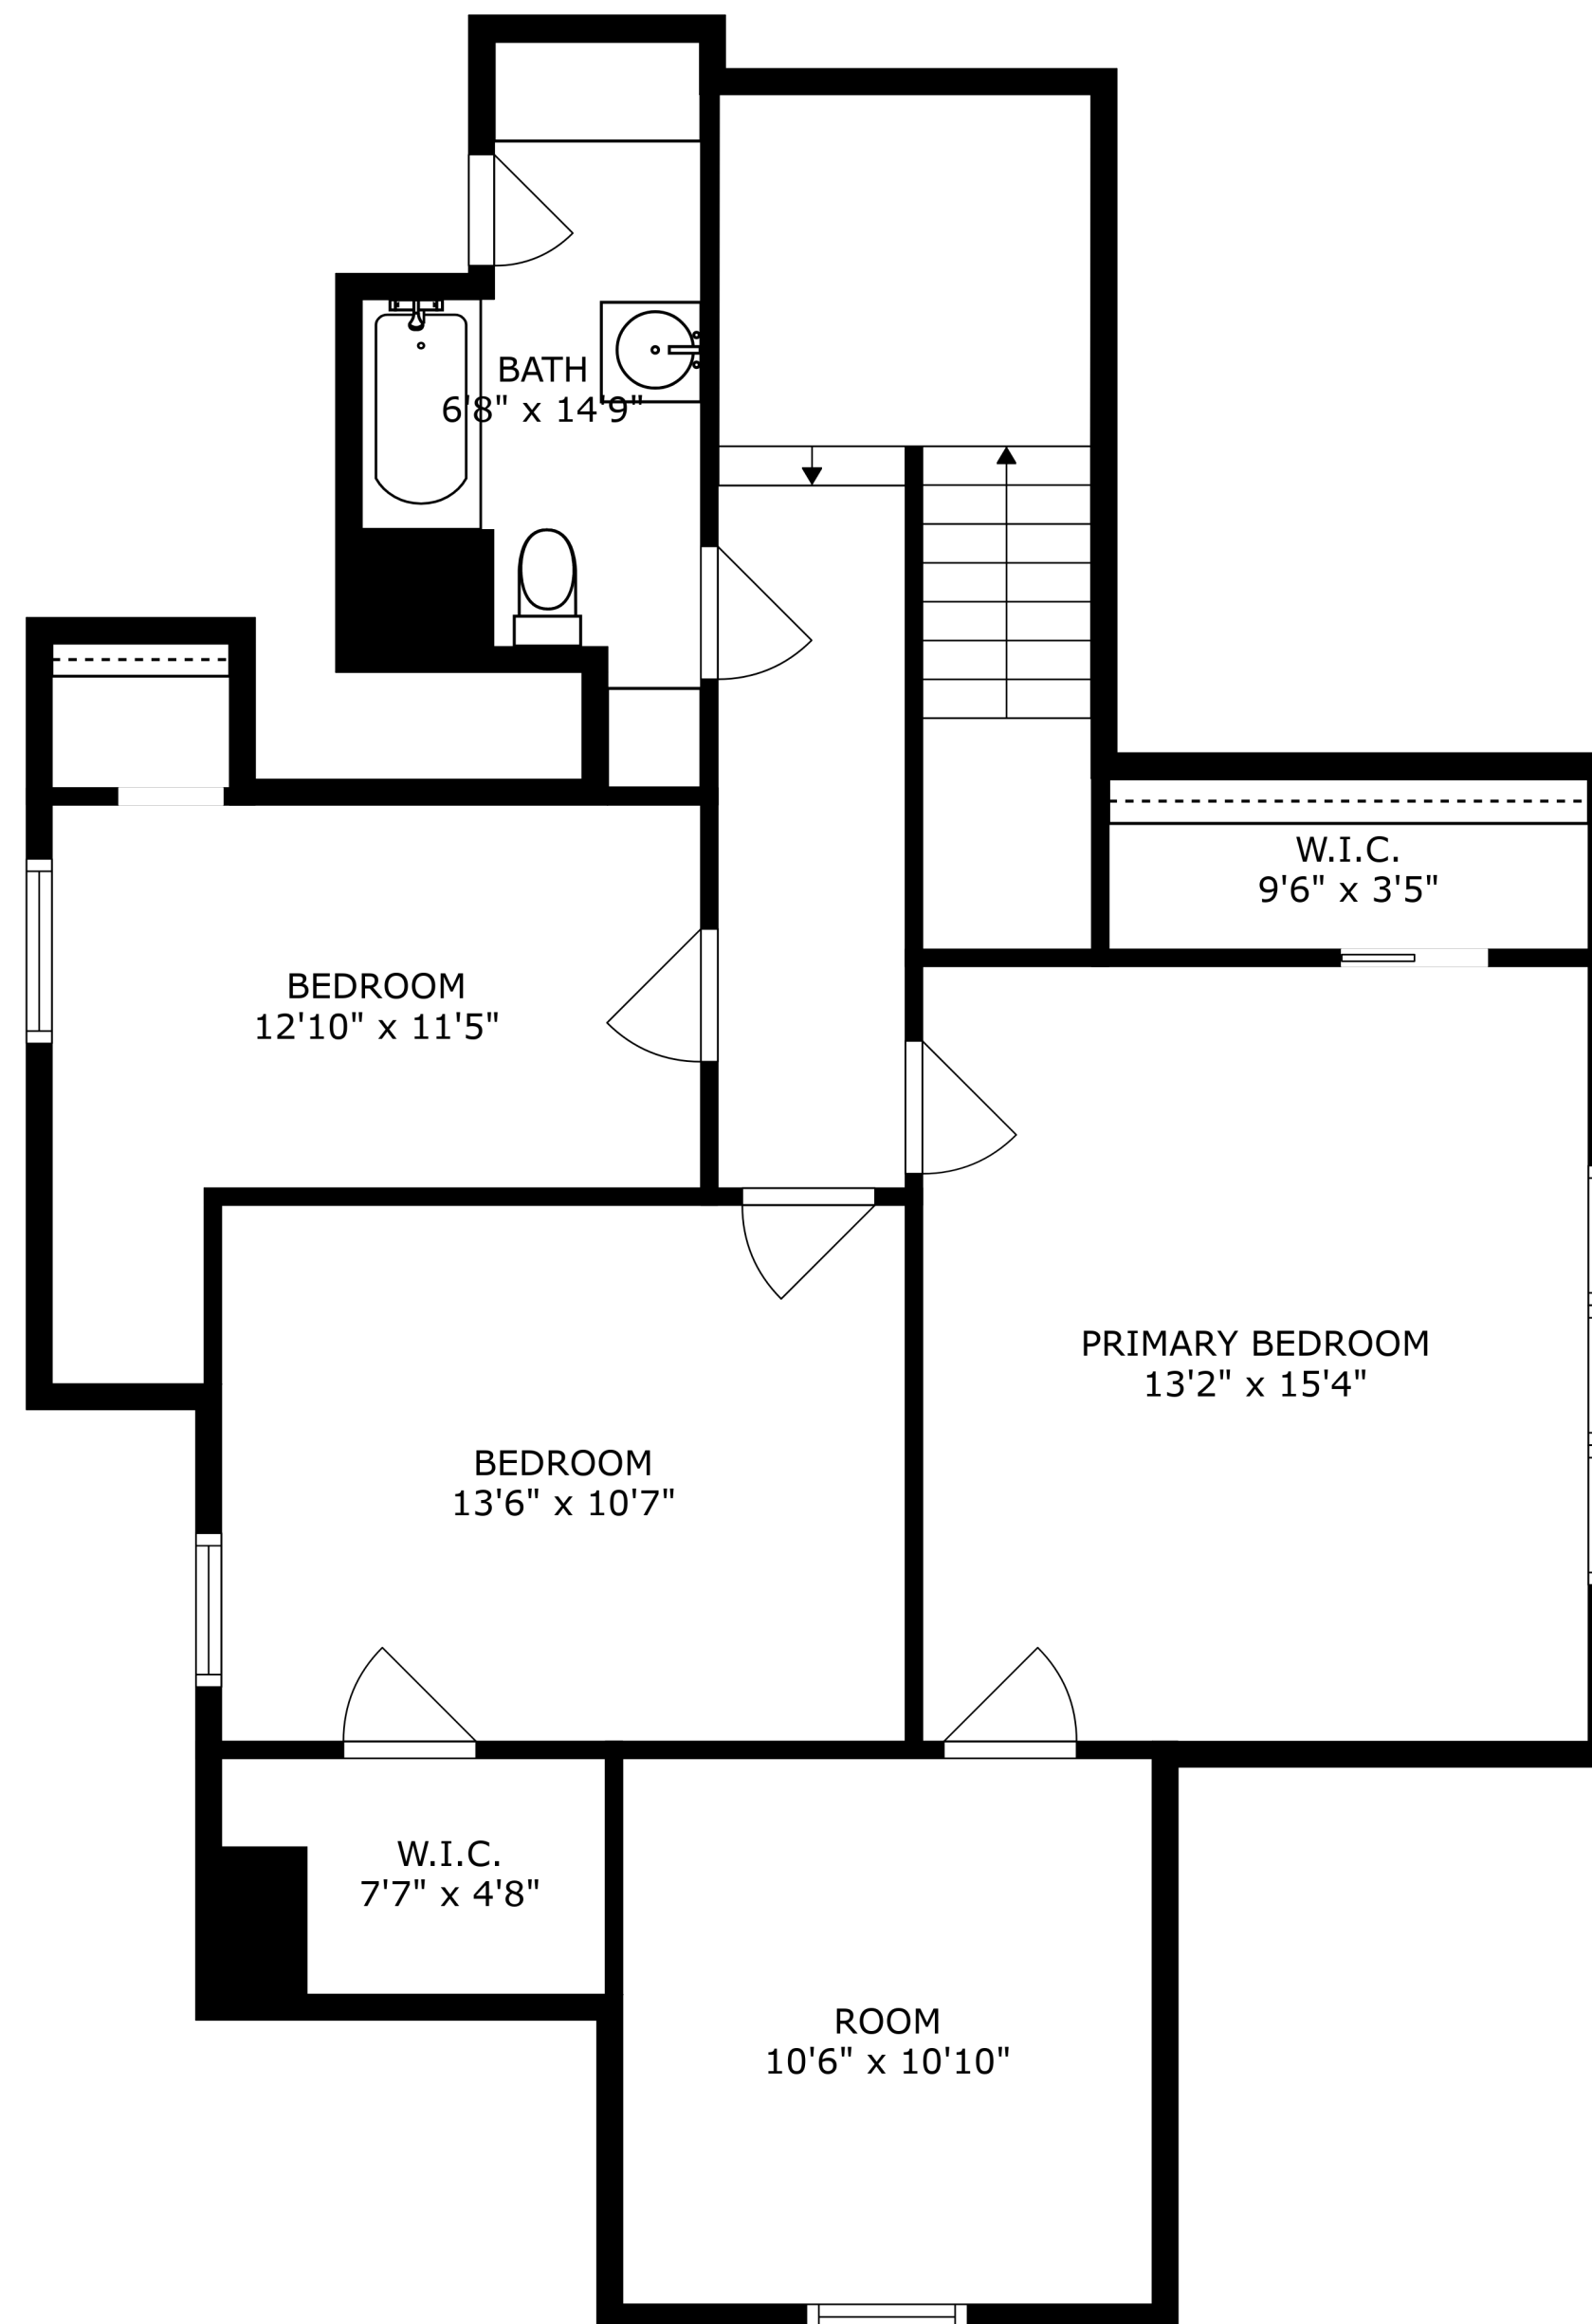 BATH
6'8" x 14'9"
W.I.C.
9'6" x 3'5"
BEDROOM
12'10" x 11'5"
PRIMARY BEDROOM
13'2" x 15'4"
BEDROOM
13'6" x 10'7"
W.I.C.
7'7" x 4'8"
ROOM
10'6" x 10'10"